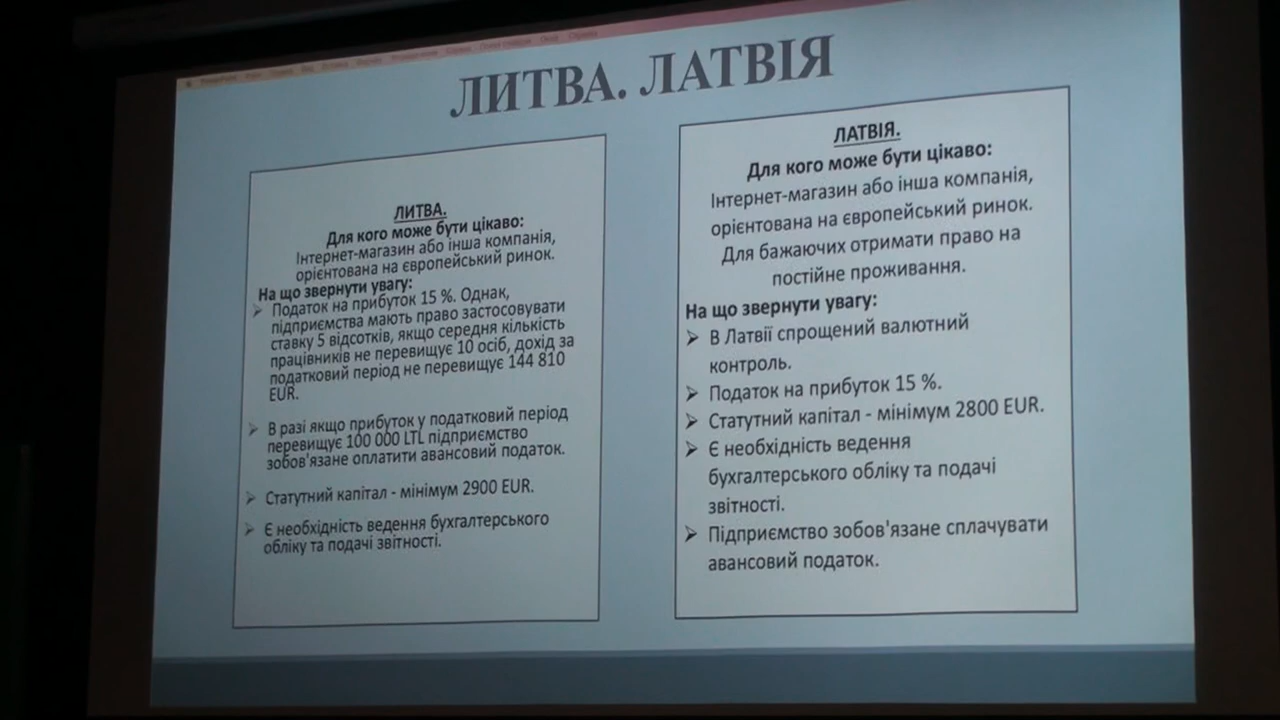 ЛИТВА. ЛАТВІЯ
ЛИТВА.
Для кого може бути цікаво:
Інтернет-магазин або інша компанія,
орієнтована на європейський ринок.
На що звернути увагу:
➢ Податок на прибуток 15 %. Однак,
підприємства мають право застосовувати
ставку 5 відсотків, якщо середня кількість
працівників не перевищує 10 осіб, дохід за
податковий період не перевищує 144 810
EUR.
➢ В разі якщо прибуток у податковий період
перевищує 100 000 LTL підприємство
зобов'язане оплатити авансовий податок.
➢ Статутний капітал - мінімум 2900 EUR.
➢ Є необхідність ведення бухгалтерського
обліку та подачі звітності.
ЛАТВІЯ.
Для кого може бути цікаво:
Інтернет-магазин або інша компанія,
орієнтована на європейський ринок.
Для бажаючих отримати право на
постійне проживання.
На що звернути увагу:
➢ В Латвії спрощений валютний
контроль.
➢ Податок на прибуток 15 %.
➢ Статутний капітал - мінімум 2800 EUR.
➢ Є необхідність ведення
бухгалтерського обліку та подачі
звітності.
➢ Підприємство зобов'язане сплачувати
авансовий податок.